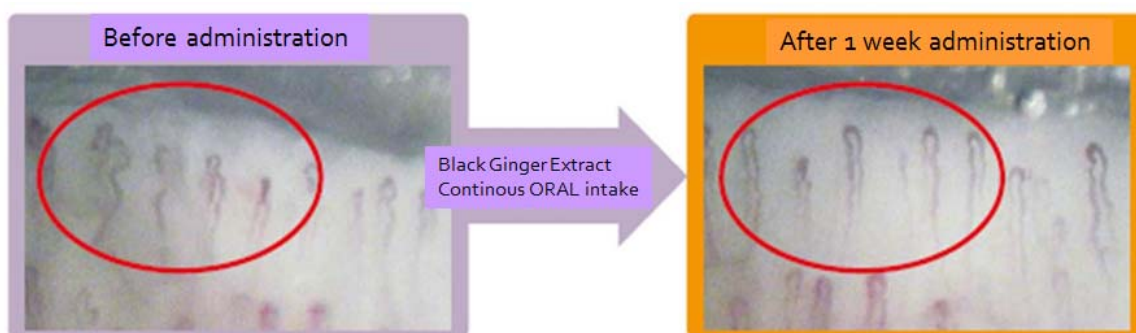 Before administration
After 1 week administration
Black Ginger Extract
Continous ORAL intake